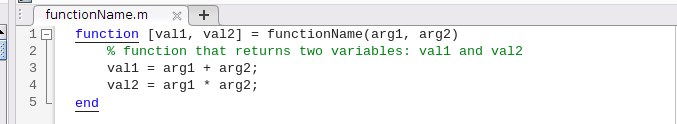 functionName.m × +
1 function [val1, val2] = functionName(arg1, arg2)
2 % function that returns two variables: val1 and val2
3 val1 = arg1 + arg2;
4 val2 = arg1 * arg2;
5 end